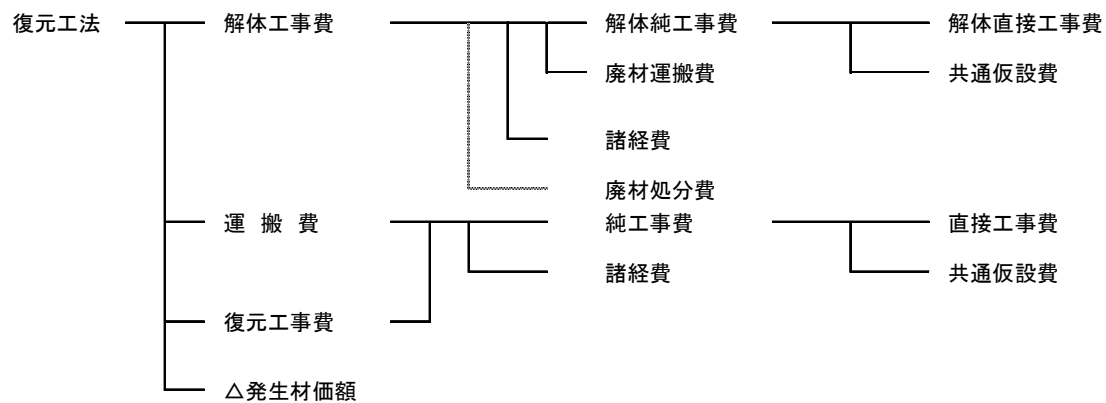 復元工法 解体工事費 解体純工事費 解体直接工事費
廃材運搬費 共通仮設費
諸経費
廃材処分費
運 搬 費 純工事費 直接工事費
諸経費 共通仮設費
復元工事費
△発生材価額